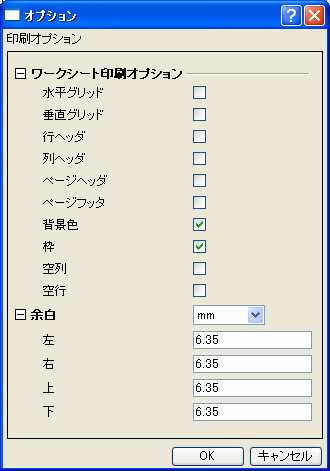 オプション
印刷オプション
ワークシート印刷オプション
水平グリッド
垂直グリッド
行ヘッダ
列ヘッダ
ページヘッダ
ページフッタ
背景色
枠
空列
空行
余白 mm
左 6.35
右 6.35
上 6.35
下 6.35
OK キャンセル